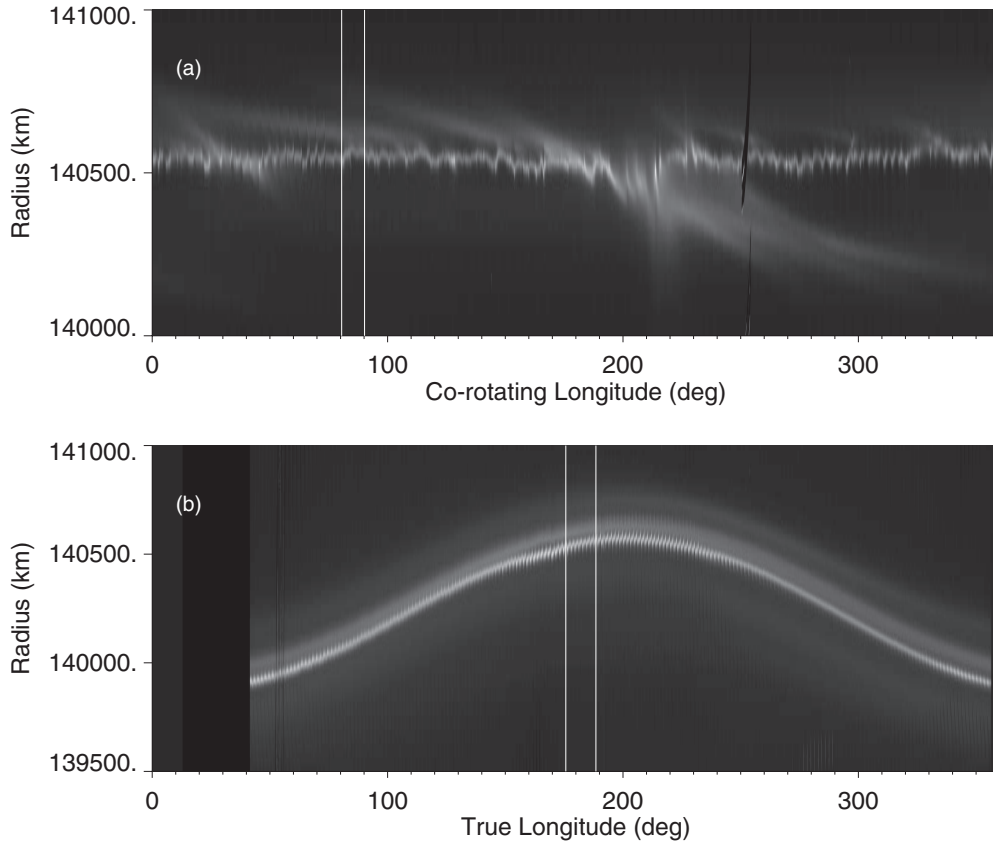 141000.
(a)
140500.
140000.
Radius (km)
0 100 200 300
Co-rotating Longitude (deg)
141000.
(b)
140500.
140000.
139500.
Radius (km)
0 100 200 300
True Longitude (deg)